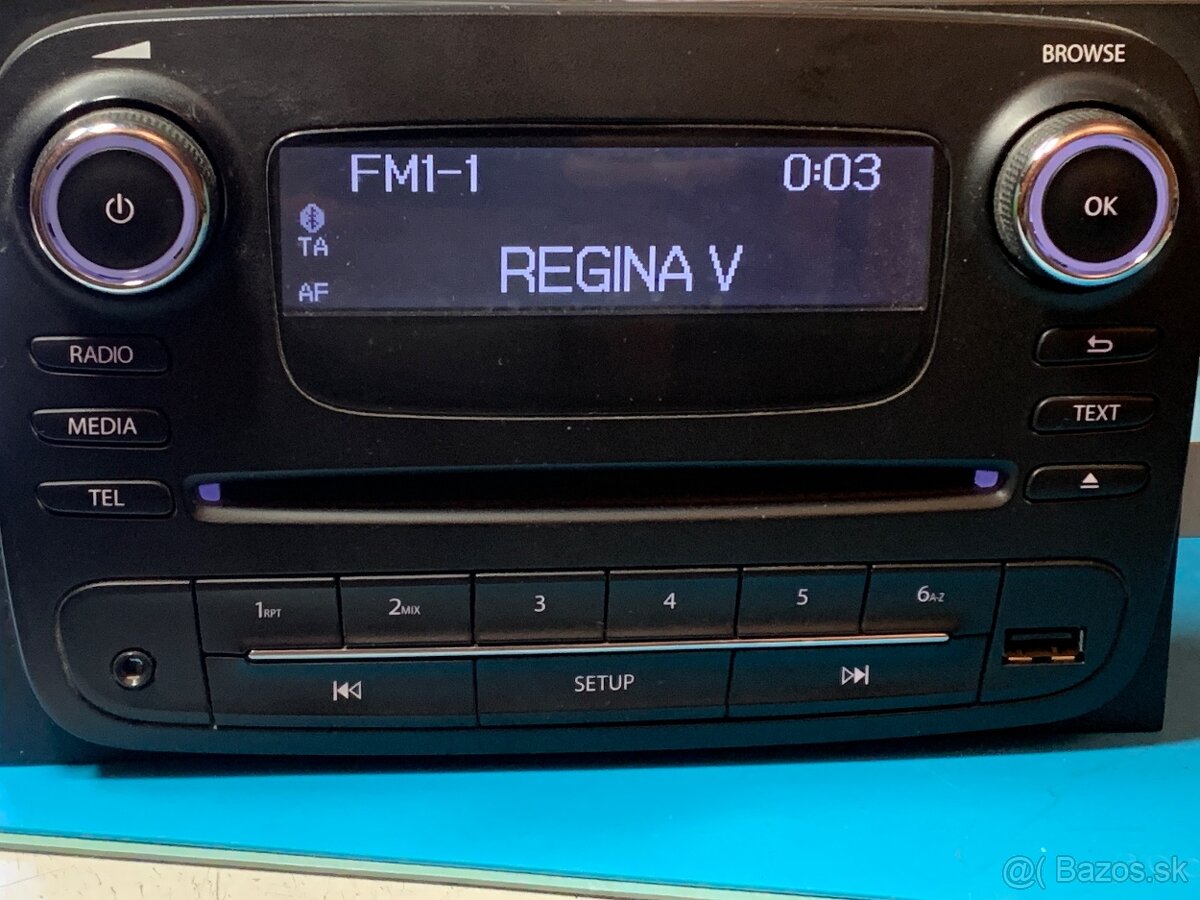 BROWSE
FM1-1 0:03
TA
REGINA V
AF
OK
RADIO
MEDIA
TEL
TEXT
1RPT 2MIX 3 4 5 6A-Z
SETUP
@( Bazos.sk